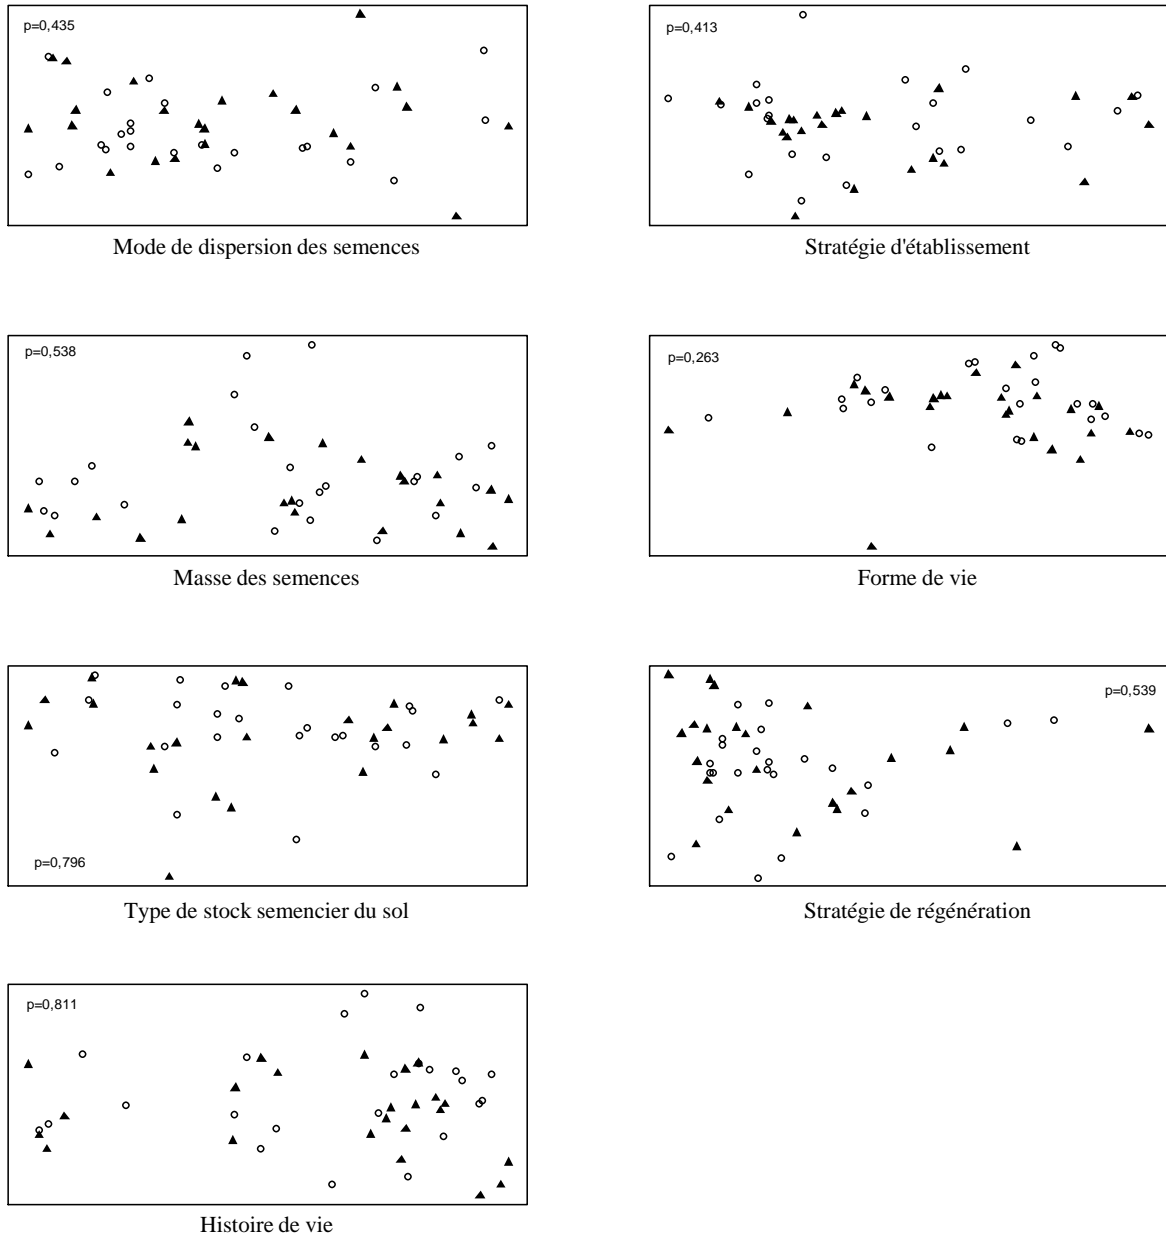 p=0,435
Mode de dispersion des semences
p=0,413
Stratégie d'établissement
p=0,538
Masse des semences
p=0,263
Forme de vie
p=0,796
Type de stock semencier du sol
p=0,539
Stratégie de régénération
p=0,811
Histoire de vie